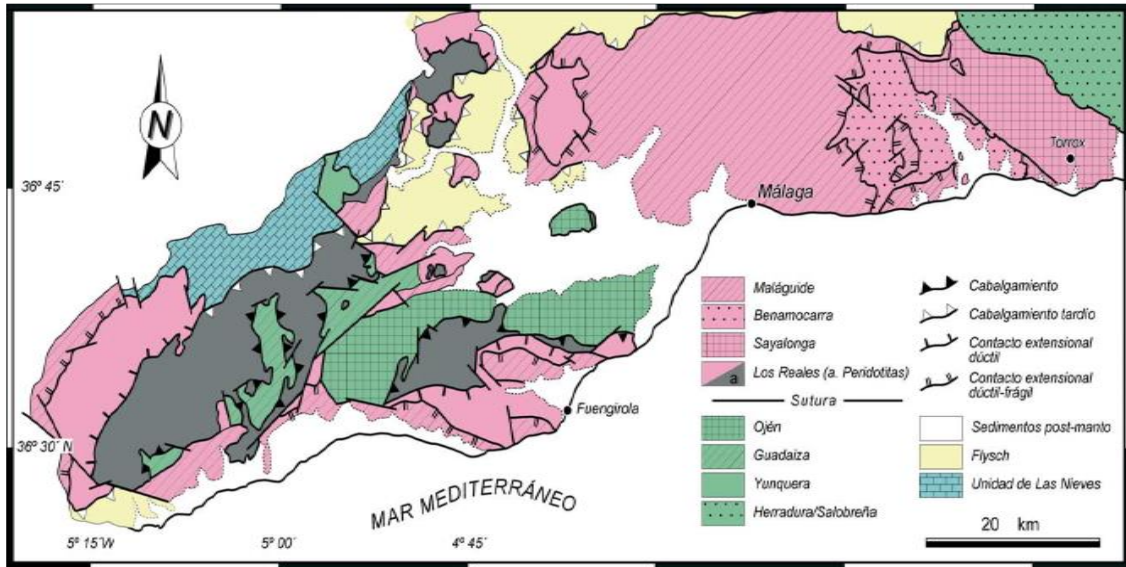 N
36º 45´
36º 30´ N
5º 15´W
5º 00´
4º 45´
Málaga
Torrox
Fuengirola
MAR MEDITERRÁNEO
Maláguide
Benamocarra
Sayalonga
a
Los Reales (a. Peridotitas)
Sutura
Ojén
Guadaiza
Yunquera
Herradura/Salobreña
Cabalgamiento
Cabalgamiento tardío
Contacto extensional
dúctil
Contacto extensional
dúctil-frágil
Sedimentos post-manto
Flysch
Unidad de Las Nieves
20 km